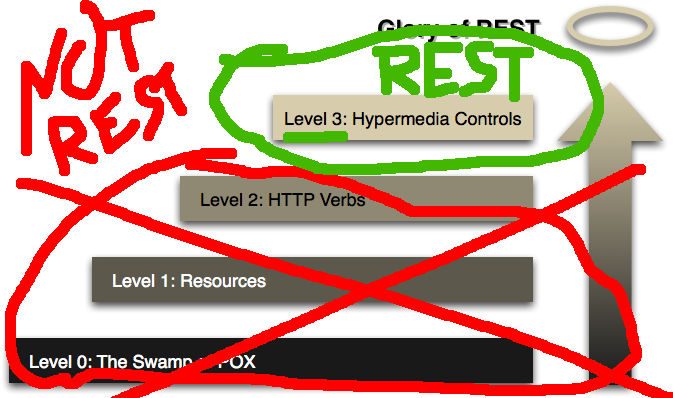 Glory of REST
NOT
REST
REST
Level 3: Hypermedia Controls
Level 2: HTTP Verbs
Level 1: Resources
Level 0: The Swamp of POX